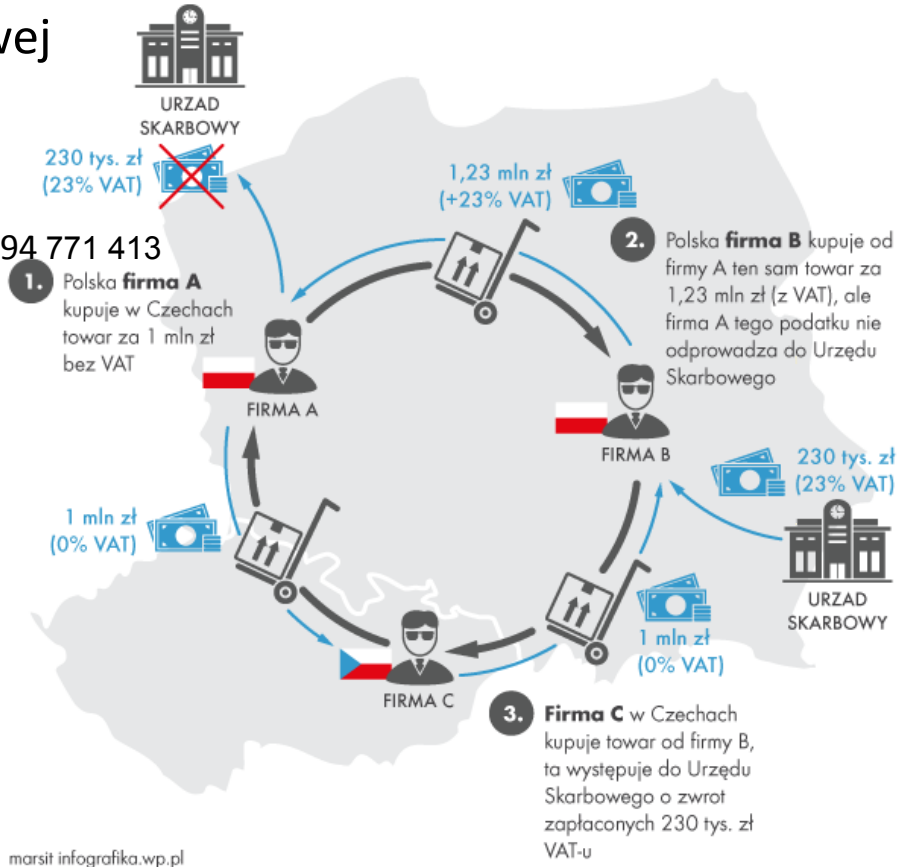 wej
URZAD
SKARBOWY
230 tys. zł
(23% VAT)
1,23 mln zł
(+23% VAT)
94 771 413
1. Polska firma A
kupuje w Czechach
towar za 1 mln zł
bez VAT
2. Polska firma B kupuje od
firmy A ten sam towar za
1,23 mln zł (z VAT), ale
firma A tego podatku nie
odprowadza do Urzędu
Skarbowego
FIRMA A
FIRMA B
230 tys. zł
(23% VAT)
1 mln zł
(0% VAT)
URZAD
SKARBOWY
1 mln zł
(0% VAT)
FIRMA C
3. Firma C w Czechach
kupuje towar od firmy B,
ta występuje do Urzędu
Skarbowego o zwrot
zapłaconych 230 tys. zł
VAT-u
marsit infografika.wp.pl